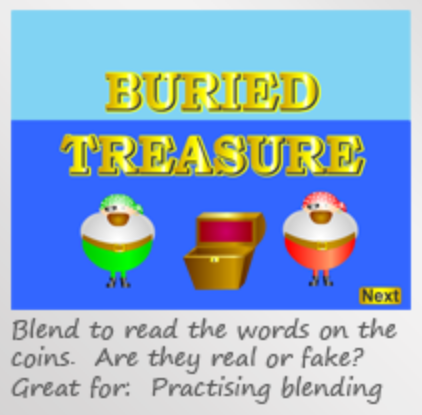 BURIED
TREASURE
Next
Blend to read the words on the
coins. Are they real or fake?
Great for: Practising blending